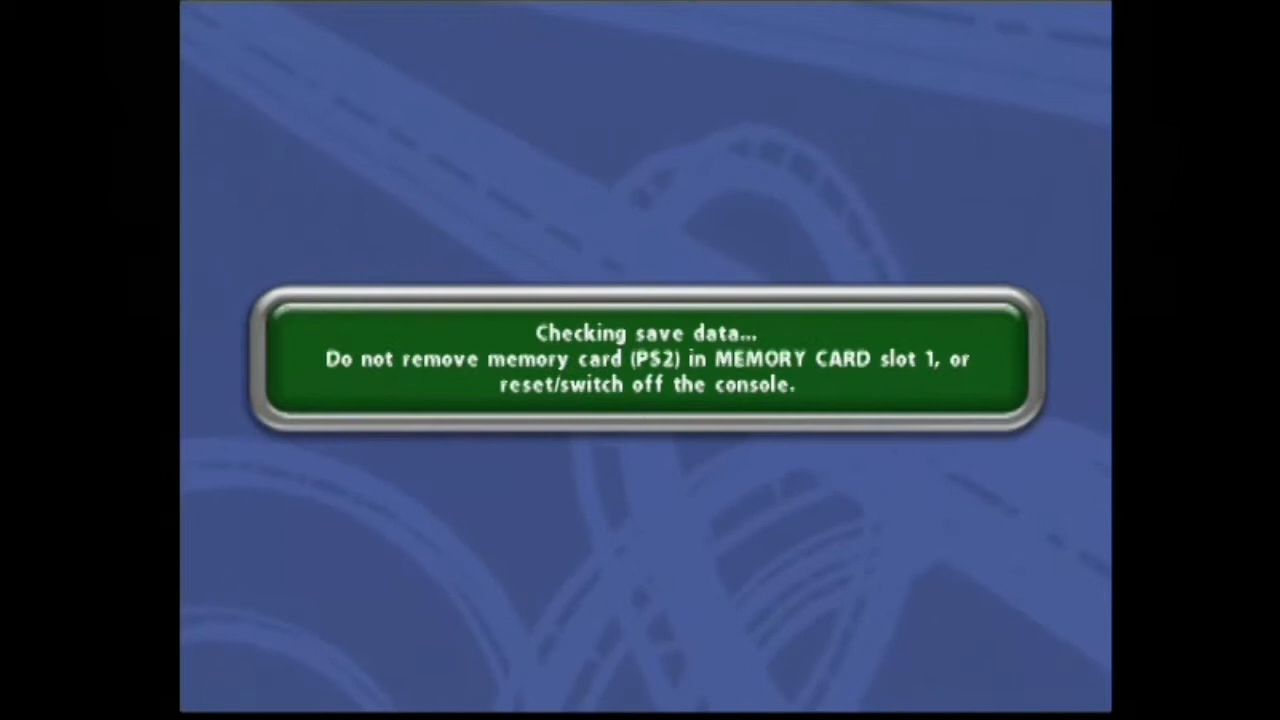 Checking save data...
Do not remove memory card (PS2) in MEMORY CARD slot 1, or
reset/switch off the console.